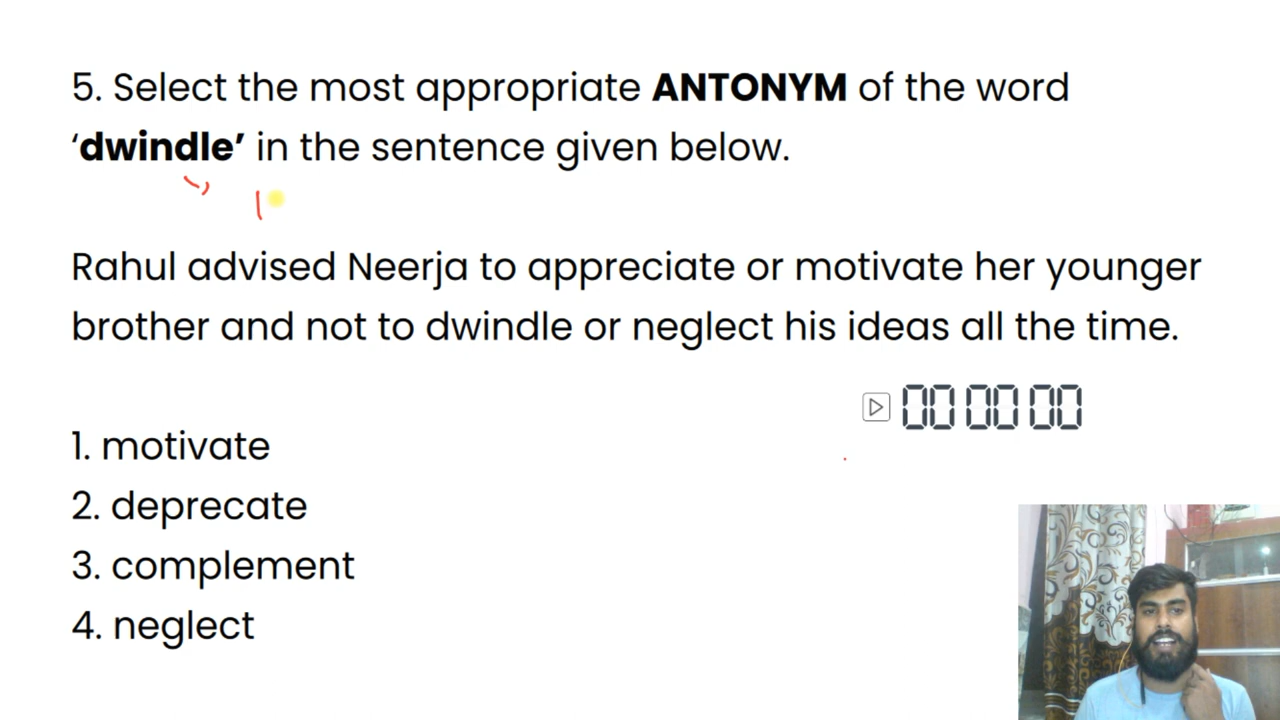 5. Select the most appropriate ANTONYM of the word
‘dwindle’ in the sentence given below.
Rahul advised Neerja to appreciate or motivate her younger
brother and not to dwindle or neglect his ideas all the time.
00 00 00
1. motivate
2. deprecate
3. complement
4. neglect